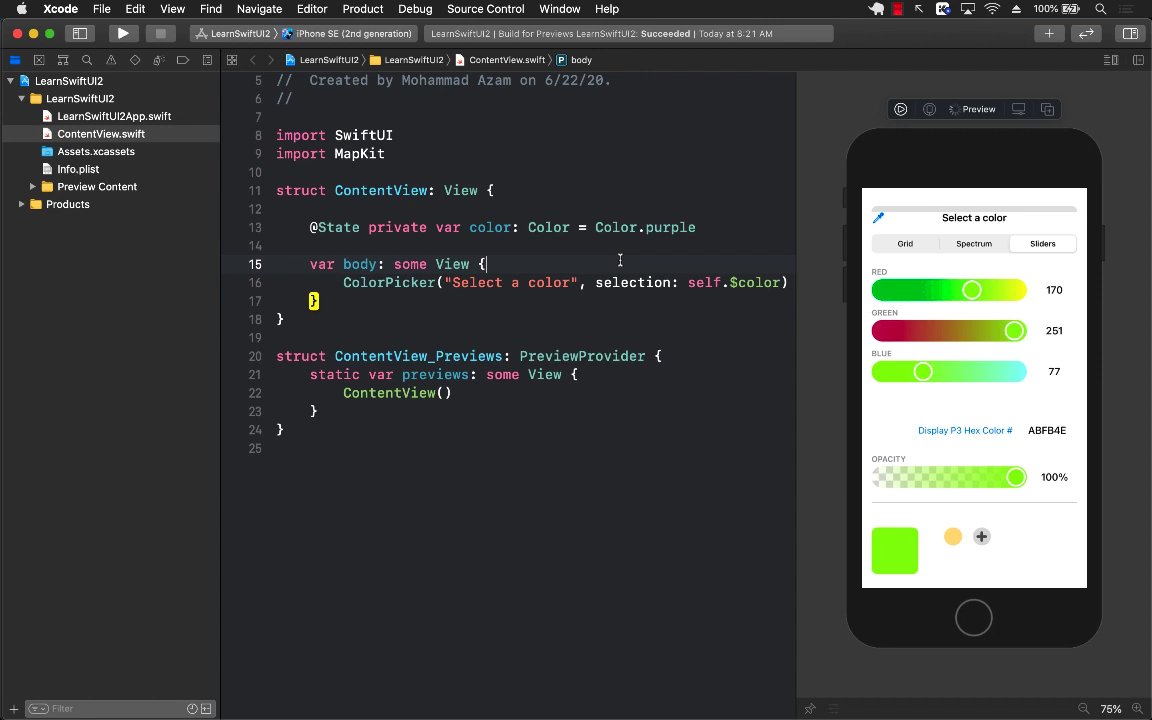 Xcode File Edit View Find Navigate Editor Product Debug Source Control Window Help 100%
LearnSwiftUI2 〉 iPhone SE (2nd generation) LearnSwiftUI2 | Build for Previews LearnSwiftUI2: Succeeded | Today at 8:21 AM
LearnSwiftUI2 〉 LearnSwiftUI2 〉 ContentView.swift 〉 P body
LearnSwiftUI2
LearnSwiftUI2
LearnSwiftUI2App.swift
ContentView.swift
Assets.xcassets
Info.plist
Preview Content
Products
Filter
5 //  Created by Mohammad Azam on 6/22/20.
6 //
7
8 import SwiftUI
9 import MapKit
10
11 struct ContentView: View {
12
13     @State private var color: Color = Color.purple
14
15     var body: some View {
16         ColorPicker("Select a color", selection: self.$color)
17     }
18 }
19
20 struct ContentView_Previews: PreviewProvider {
21     static var previews: some View {
22         ContentView()
23     }
24 }
25
Preview
Select a color
Grid Spectrum Sliders
RED
170
GREEN
251
BLUE
77
Display P3 Hex Color # ABFB4E
OPACITY
100%
75%